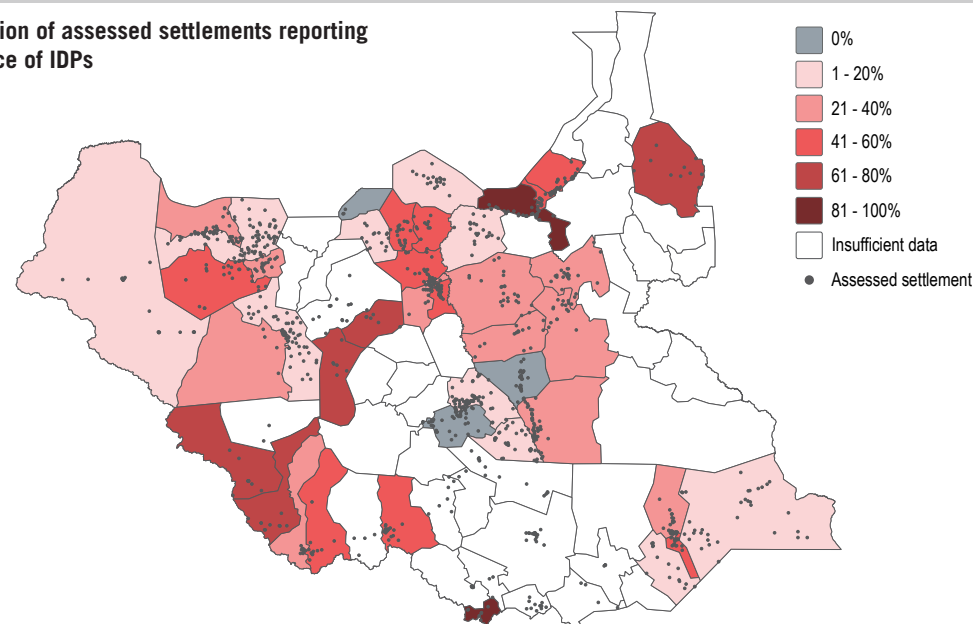 ion of assessed settlements reporting
ce of IDPs
0%
1 - 20%
21 - 40%
41 - 60%
61 - 80%
81 - 100%
Insufficient data
Assessed settlement